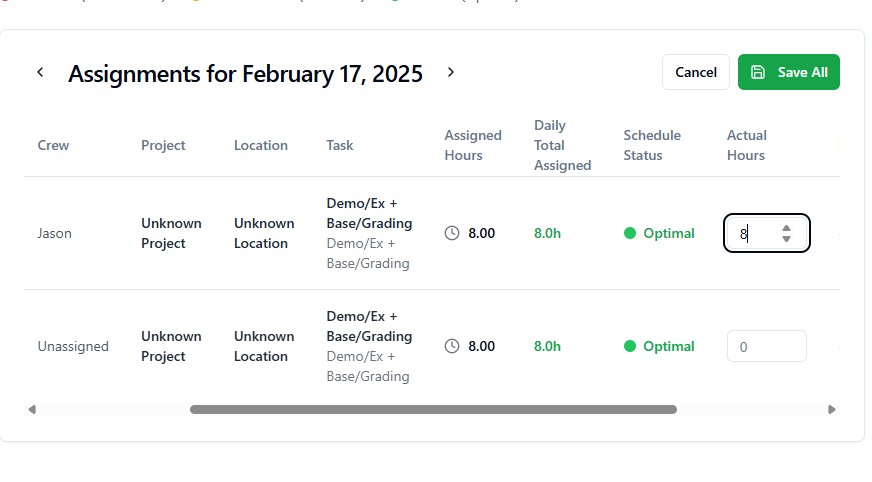 Assignments for February 17, 2025
Cancel
Save All
Crew
Project
Location
Task
Assigned
Hours
Daily
Total
Assigned
Schedule
Status
Actual
Hours
Jason
Unknown
Project
Unknown
Location
Demo/Ex +
Base/Grading
Demo/Ex +
Base/Grading
8.00
8.0h
Optimal
8
Unassigned
Unknown
Project
Unknown
Location
Demo/Ex +
Base/Grading
Demo/Ex +
Base/Grading
8.00
8.0h
Optimal
0